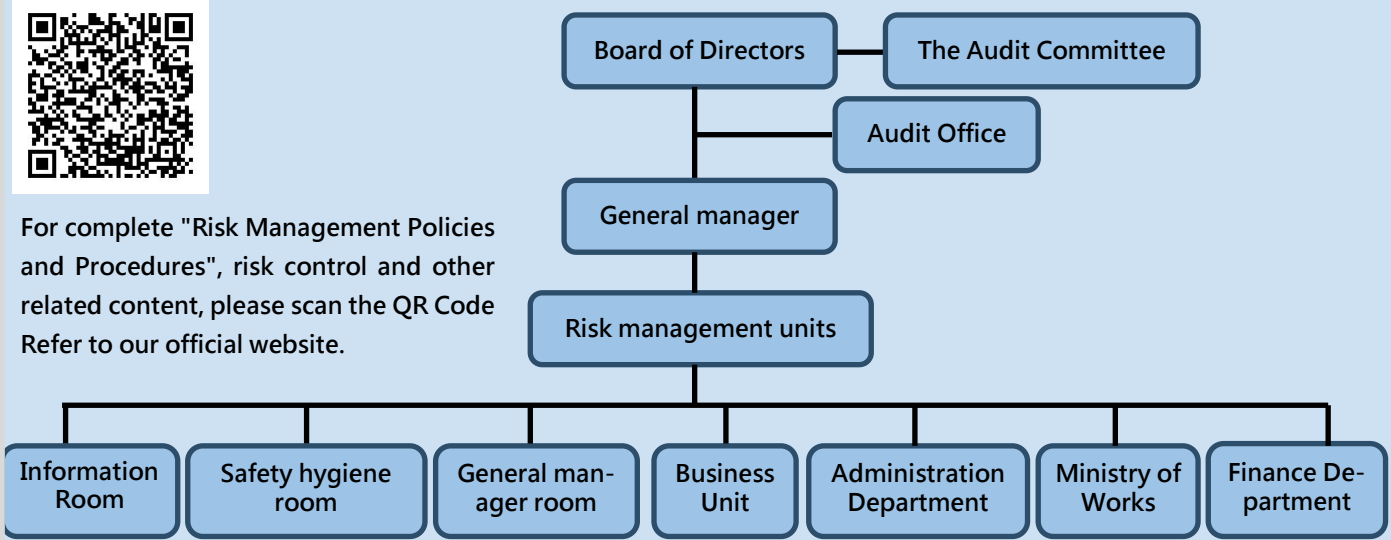 Board of Directors
The Audit Committee
Audit Office
General manager
For complete "Risk Management Policies
and Procedures", risk control and other
related content, please scan the QR Code
Refer to our official website.
Risk management units
Information
Room
Safety hygiene
room
General man-
ager room
Business
Unit
Administration
Department
Ministry of
Works
Finance De-
partment